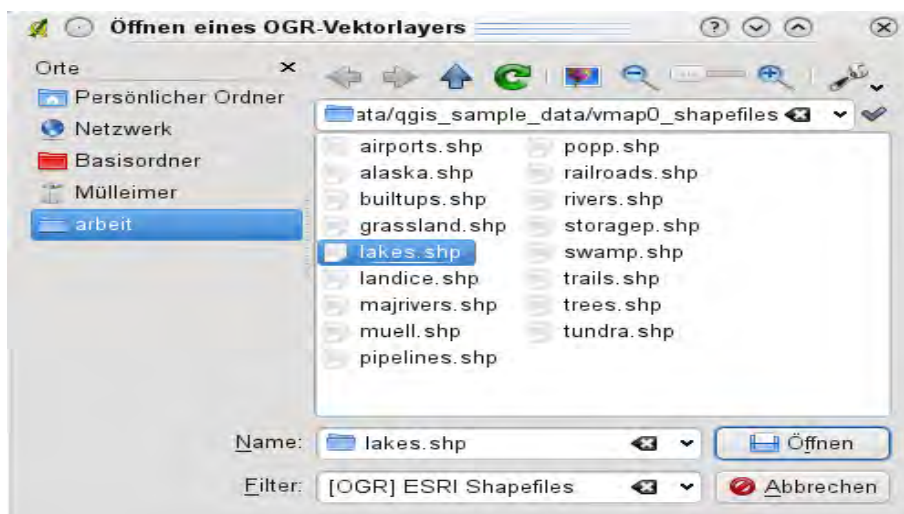 Öffnen eines OGR-Vektorlayers
Orte
Persönlicher Ordner
Netzwerk
Basisordner
Mülleimer
arbeit
ata/qgis_sample_data/vmap0_shapefiles
airports.shp
alaska.shp
builtups.shp
grassland.shp
lakes.shp
landice.shp
majrivers.shp
muell.shp
pipelines.shp
popp.shp
railroads.shp
rivers.shp
storagep.shp
swamp.shp
trails.shp
trees.shp
tundra.shp
Name: lakes.shp Öffnen
Filter: [OGR] ESRI Shapefiles Abbrechen